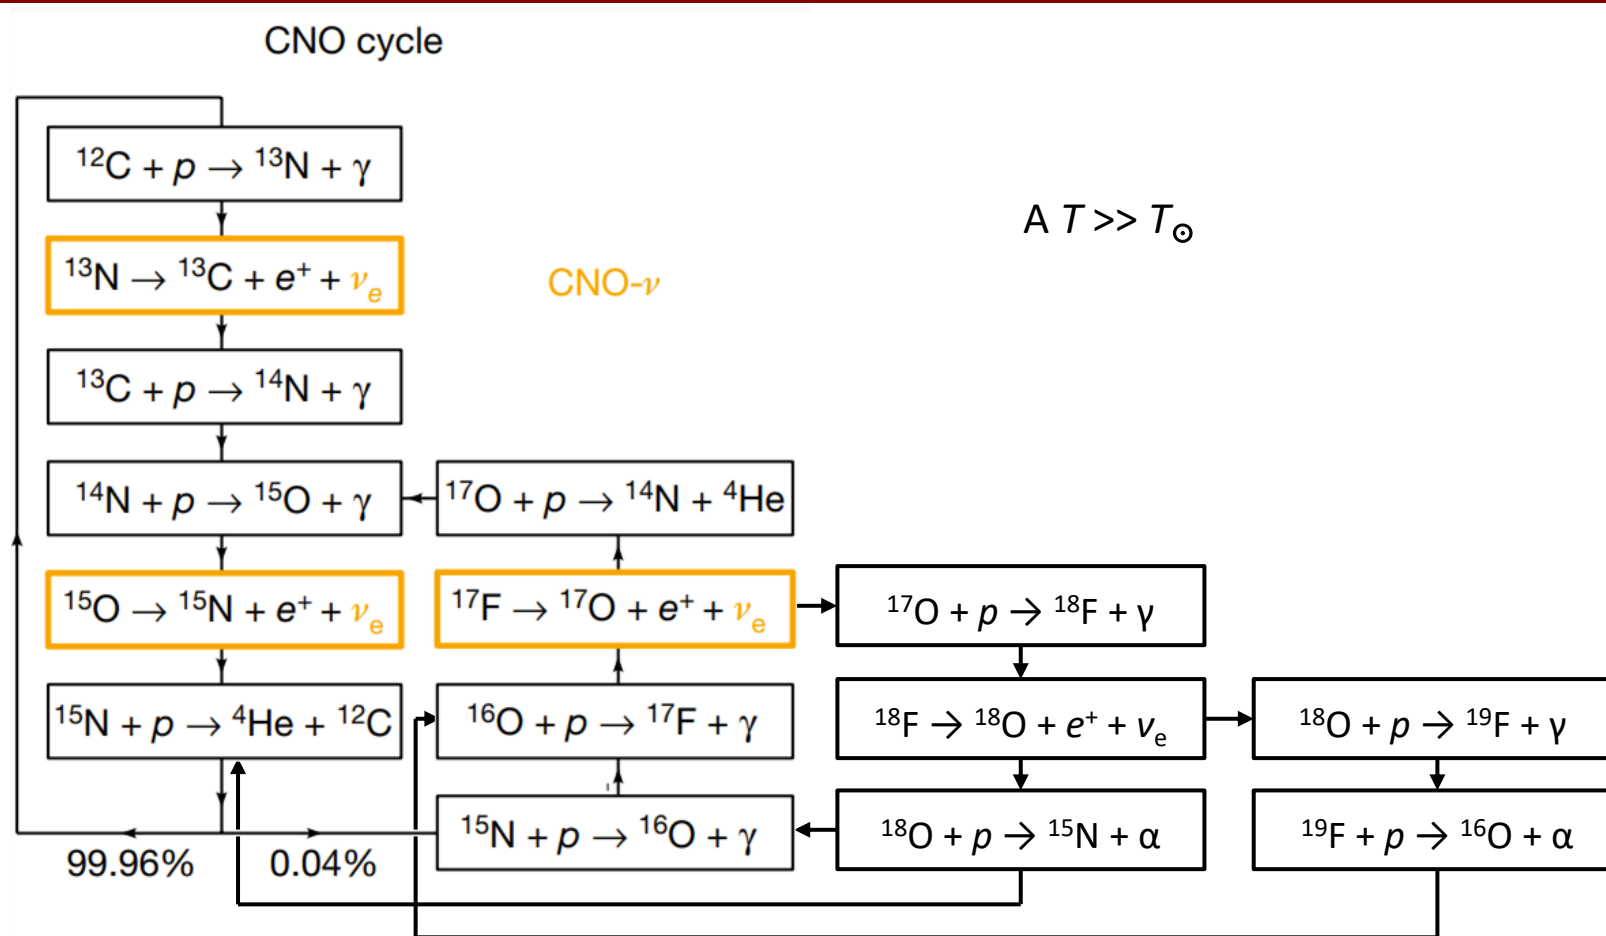 CNO cycle
¹²C + p → ¹³N + γ
A T >> T☉
¹³N → ¹³C + e⁺ + νₑ
CNO-ν
¹³C + p → ¹⁴N + γ
¹⁴N + p → ¹⁵O + γ
¹⁷O + p → ¹⁴N + ⁴He
¹⁵O → ¹⁵N + e⁺ + νₑ
¹⁷F → ¹⁷O + e⁺ + νₑ
¹⁷O + p → ¹⁸F + γ
¹⁵N + p → ⁴He + ¹²C
¹⁶O + p → ¹⁷F + γ
¹⁸F → ¹⁸O + e⁺ + νₑ
¹⁸O + p → ¹⁹F + γ
¹⁵N + p → ¹⁶O + γ
¹⁸O + p → ¹⁵N + α
¹⁹F + p → ¹⁶O + α
99.96%
0.04%